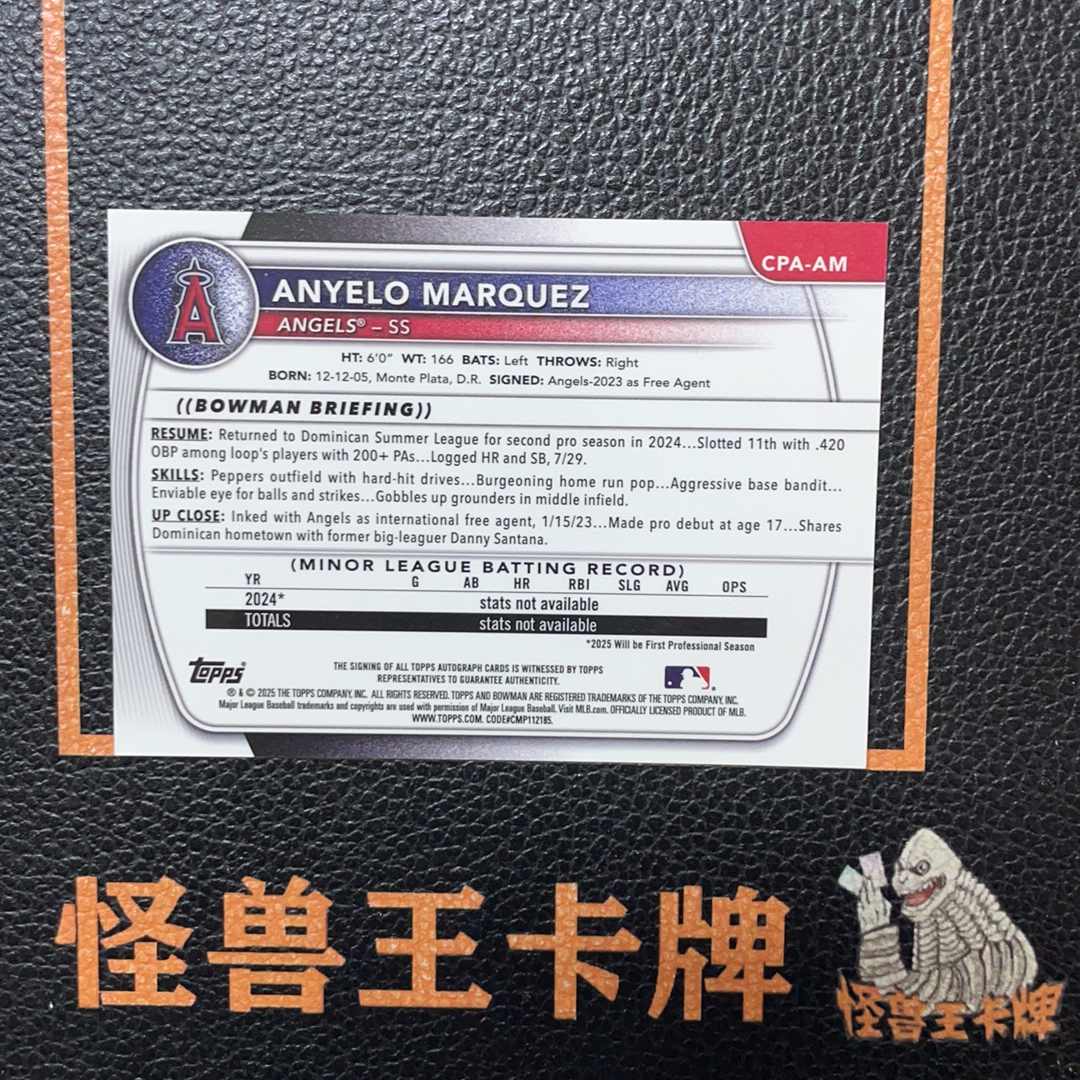 CPA-AM
A
ANYELO MARQUEZ
ANGELS® – SS
HT: 6'0" WT: 166 BATS: Left THROWS: Right
BORN: 12-12-05, Monte Plata, D.R. SIGNED: Angels-2023 as Free Agent
((BOWMAN BRIEFING))
RESUME: Returned to Dominican Summer League for second pro season in 2024...Slotted 11th with .420
OBP among loop's players with 200+ PAs...Logged HR and SB, 7/29.
SKILLS: Peppers outfield with hard-hit drives...Burgeoning home run pop...Aggressive base bandit...
Enviable eye for balls and strikes...Gobbles up grounders in middle infield.
UP CLOSE: Inked with Angels as international free agent, 1/15/23...Made pro debut at age 17...Shares
Dominican hometown with former big-leaguer Danny Santana.
(MINOR LEAGUE BATTING RECORD)
YR G AB HR RBI SLG AVG OPS
2024* stats not available
TOTALS stats not available
*2025 Will be First Professional Season
topps®
THE SIGNING OF ALL TOPPS AUTOGRAPH CARDS IS WITNESSED BY TOPPS
REPRESENTATIVES TO GUARANTEE AUTHENTICITY.
® & © 2025 THE TOPPS COMPANY, INC. ALL RIGHTS RESERVED. TOPPS AND BOWMAN ARE REGISTERED TRADEMARKS OF THE TOPPS COMPANY, INC.
Major League Baseball trademarks and copyrights are used with permission of Major League Baseball. Visit MLB.com. OFFICIALLY LICENSED PRODUCT OF MLB.
WWW.TOPPS.COM. CODE#CMP112185.
怪兽王卡牌
怪兽王卡牌